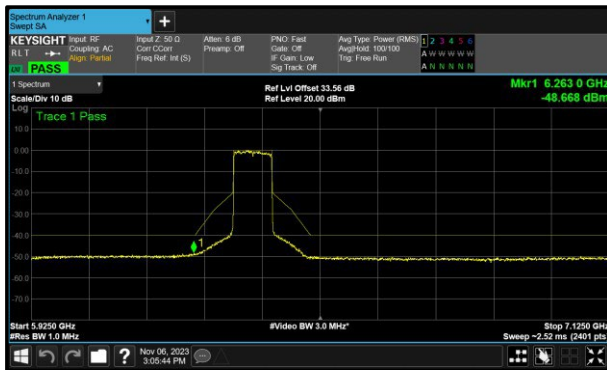 Spectrum Analyzer 1
Swept SA
+
KEYSIGHT Input: RF Input Z: 50 Ω Atten: 6 dB PNO: Fast Avg Type: Power (RMS) 1 2 3 4 5 6
RLT Coupling: AC Corr CCorr Preamp: Off Gate: Off Avg|Hold: 100/100 A W W W W W
Align: Partial Freq Ref: Int (S) IF Gain: Low Trig: Free Run
PASS Sig Track: Off A N N N N N
1 Spectrum Ref Lvl Offset 33.56 dB Mkr1 6.263 0 GHz
Scale/Div 10 dB Ref Level 20.00 dBm -48.668 dBm
Log
Trace 1 Pass
10.0
0.00
-10.0
-20.0
-30.0
-40.0
1
-50.0
-60.0
-70.0
Start 5.9250 GHz #Video BW 3.0 MHz* Stop 7.1250 GHz
#Res BW 1.0 MHz Sweep ~2.52 ms (2401 pts)
? Nov 06, 2023
3:05:44 PM